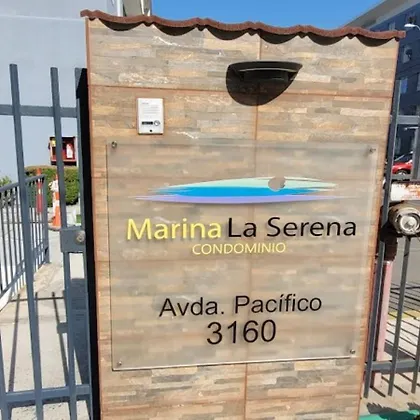 Marina La Serena
CONDOMINIO
Avda. Pacífico
3160